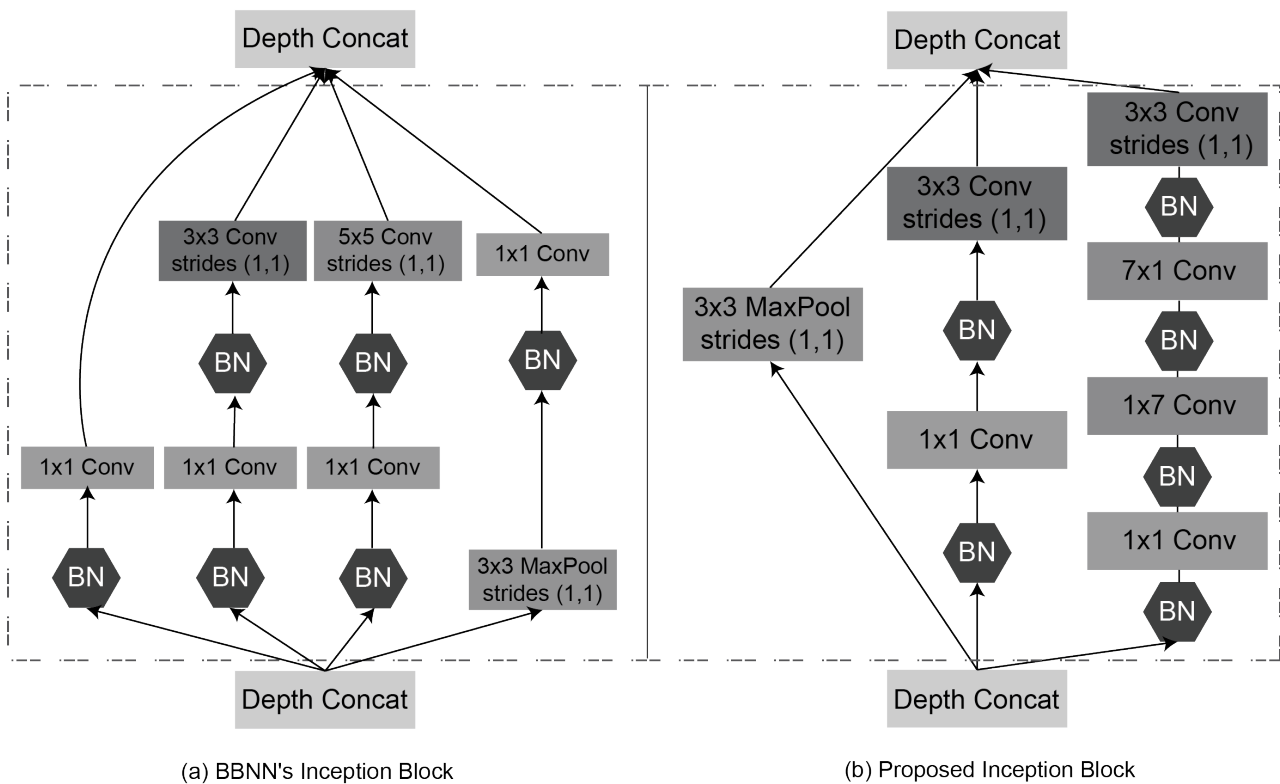 Depth Concat
3x3 Conv
strides (1,1)
5x5 Conv
strides (1,1)
1x1 Conv
BN
BN
BN
1x1 Conv
1x1 Conv
1x1 Conv
BN
BN
BN
3x3 MaxPool
strides (1,1)
Depth Concat
(a) BBNN's Inception Block
Depth Concat
3x3 MaxPool
strides (1,1)
3x3 Conv
strides (1,1)
BN
1x1 Conv
BN
3x3 Conv
strides (1,1)
BN
7x1 Conv
BN
1x7 Conv
BN
1x1 Conv
BN
Depth Concat
(b) Proposed Inception Block